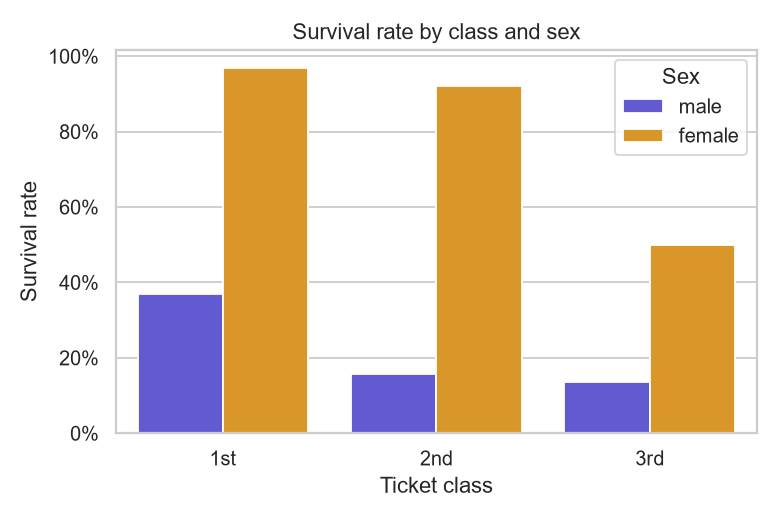 Survival rate by class and sex
100%
80%
60%
40%
20%
0%
Survival rate
Sex
male
female
1st
2nd
3rd
Ticket class